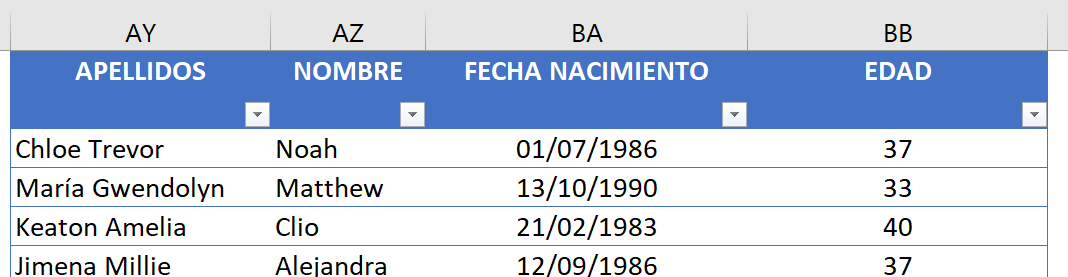 AY AZ BA BB
APELLIDOS NOMBRE FECHA NACIMIENTO EDAD
Chloe Trevor Noah 01/07/1986 37
María Gwendolyn Matthew 13/10/1990 33
Keaton Amelia Clio 21/02/1983 40
Jimena Millie Alejandra 12/09/1986 37